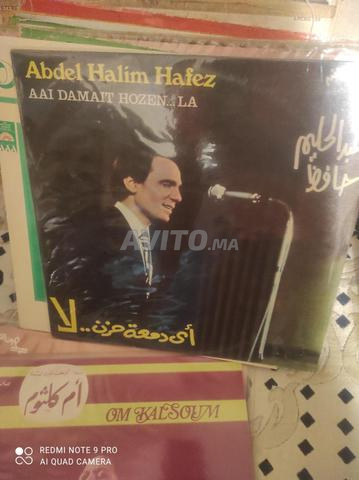 Abdel Halim Hafez
AAI DAMAIT HOZEN.. LA
عبد الحليم
حافظ
AVITO.MA
أى دمعة حزن .. لا
أم كلثوم
OM KALSOUM
REDMI NOTE 9 PRO
AI QUAD CAMERA